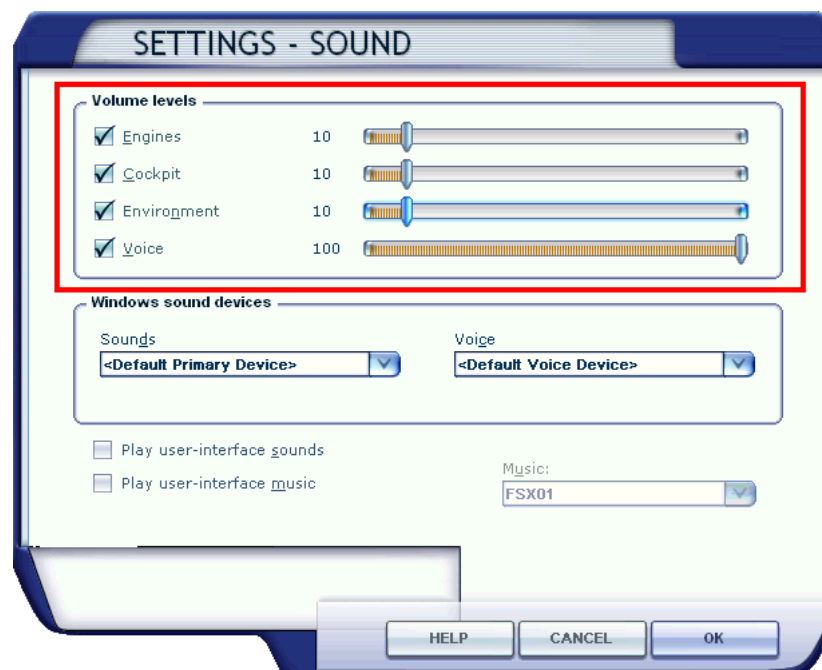 SETTINGS - SOUND
Volume levels
Engines 10
Cockpit 10
Environment 10
Voice 100
Windows sound devices
Sounds Voice
<Default Primary Device> <Default Voice Device>
Play user-interface sounds
Play user-interface music
Music:
FSX01
HELP CANCEL OK